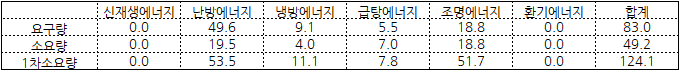 신재생에너지 난방에너지 냉방에너지 급탕에너지 조명에너지 환기에너지 합계
요구량 0.0 49.6 9.1 5.5 18.8 0.0 83.0
소요량 0.0 19.5 4.0 7.0 18.8 0.0 49.2
1차소요량 0.0 53.5 11.1 7.8 51.7 0.0 124.1